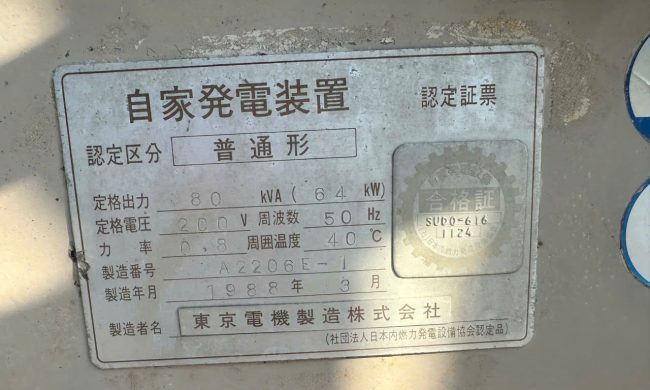 自家発電装置
認定証票
認定区分 普通形
定格出力 80 kVA ( 64 kW)
定格電圧 200 V 周波数 50 Hz
力率 0.8 周囲温度 40 ℃
製造番号 A2206E-1
製造年月 1988 年 3 月
製造者名 東京電機製造株式会社
(社団法人日本内燃力発電設備協会認定品)
合格証
SUDO=616
1124